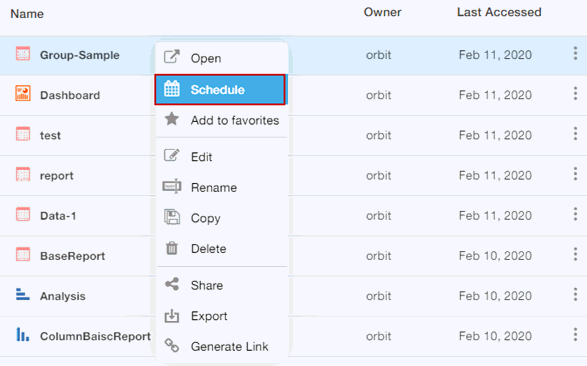 Name Owner Last Accessed
Group-Sample orbit Feb 11, 2020
Open
Schedule
Dashboard orbit Feb 11, 2020
Add to favorites
test orbit Feb 11, 2020
Edit
report orbit Feb 11, 2020
Rename
Data-1 orbit Feb 11, 2020
Copy
Delete
BaseReport orbit Feb 10, 2020
Share
Analysis orbit Feb 10, 2020
Export
ColumnBaiscReport orbit Feb 10, 2020
Generate Link